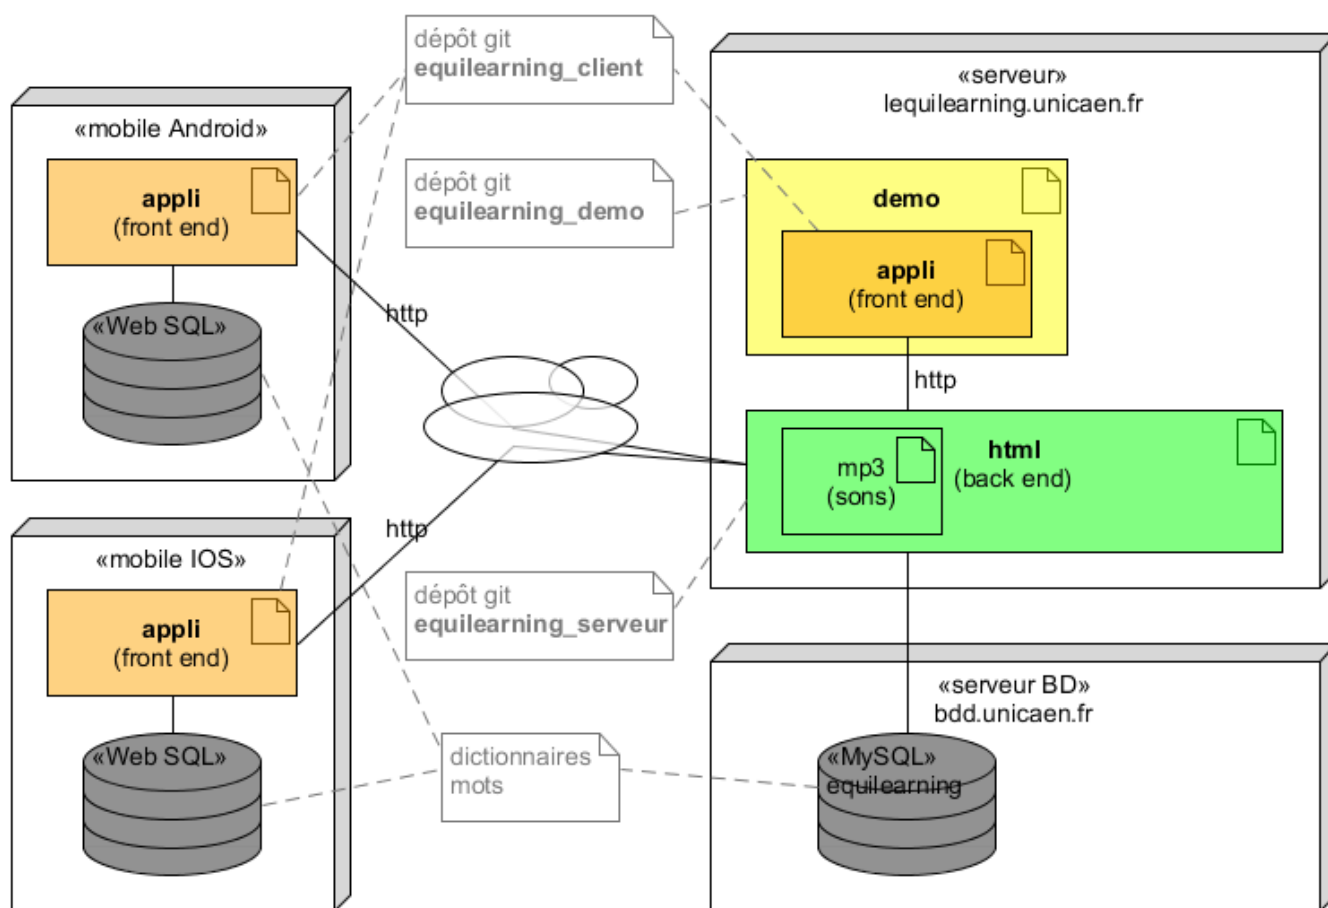 dépôt git
equilearning_client
«serveur»
lequilearning.unicaen.fr
«mobile Android»
appli
(front end)
dépôt git
equilearning_demo
demo
appli
(front end)
http
«Web SQL»
http
html
(back end)
mp3
(sons)
http
«mobile IOS»
appli
(front end)
dépôt git
equilearning_serveur
«serveur BD»
bdd.unicaen.fr
«Web SQL»
dictionnaires
mots
«MySQL»
equilearning